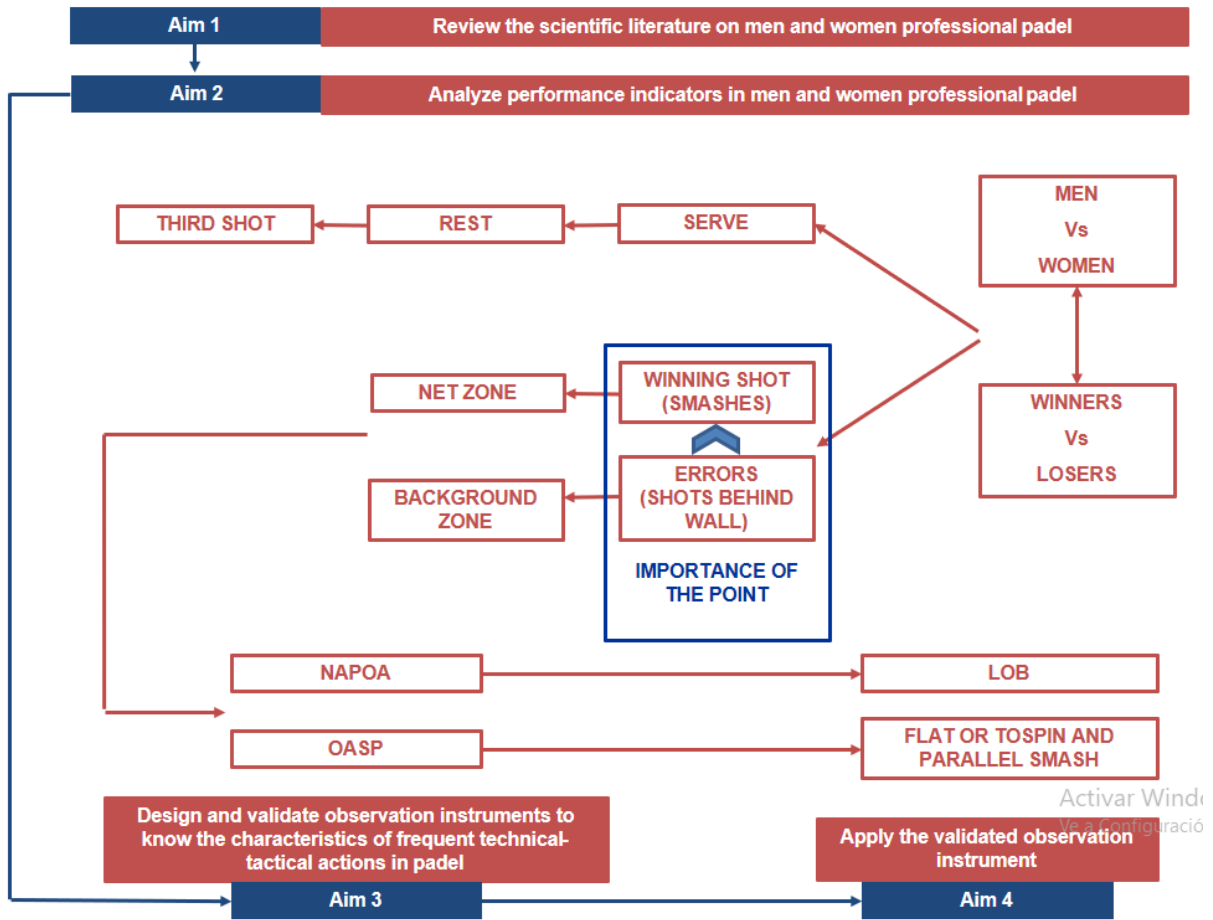 Aim 1
Review the scientific literature on men and women professional padel
Aim 2
Analyze performance indicators in men and women professional padel
THIRD SHOT
REST
SERVE
MEN
Vs
WOMEN
NET ZONE
WINNING SHOT
(SMASHES)
WINNERS
Vs
LOSERS
BACKGROUND
ZONE
ERRORS
(SHOTS BEHIND
WALL)
IMPORTANCE OF
THE POINT
NAPOA
LOB
OASP
FLAT OR TOSPIN AND
PARALLEL SMASH
Design and validate observation instruments to
know the characteristics of frequent technical-
tactical actions in padel
Activar Windo
Ve a Configuració
Apply the validated observation
instrument
Aim 3
Aim 4